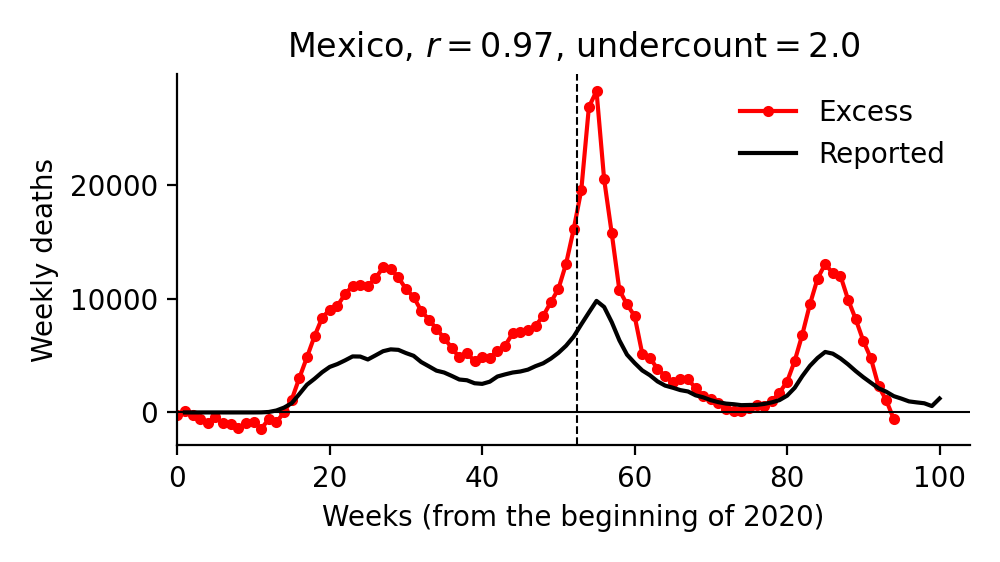 Mexico, r = 0.97, undercount = 2.0
Excess
Reported
Weekly deaths
20000
10000
0
0 20 40 60 80 100
Weeks (from the beginning of 2020)